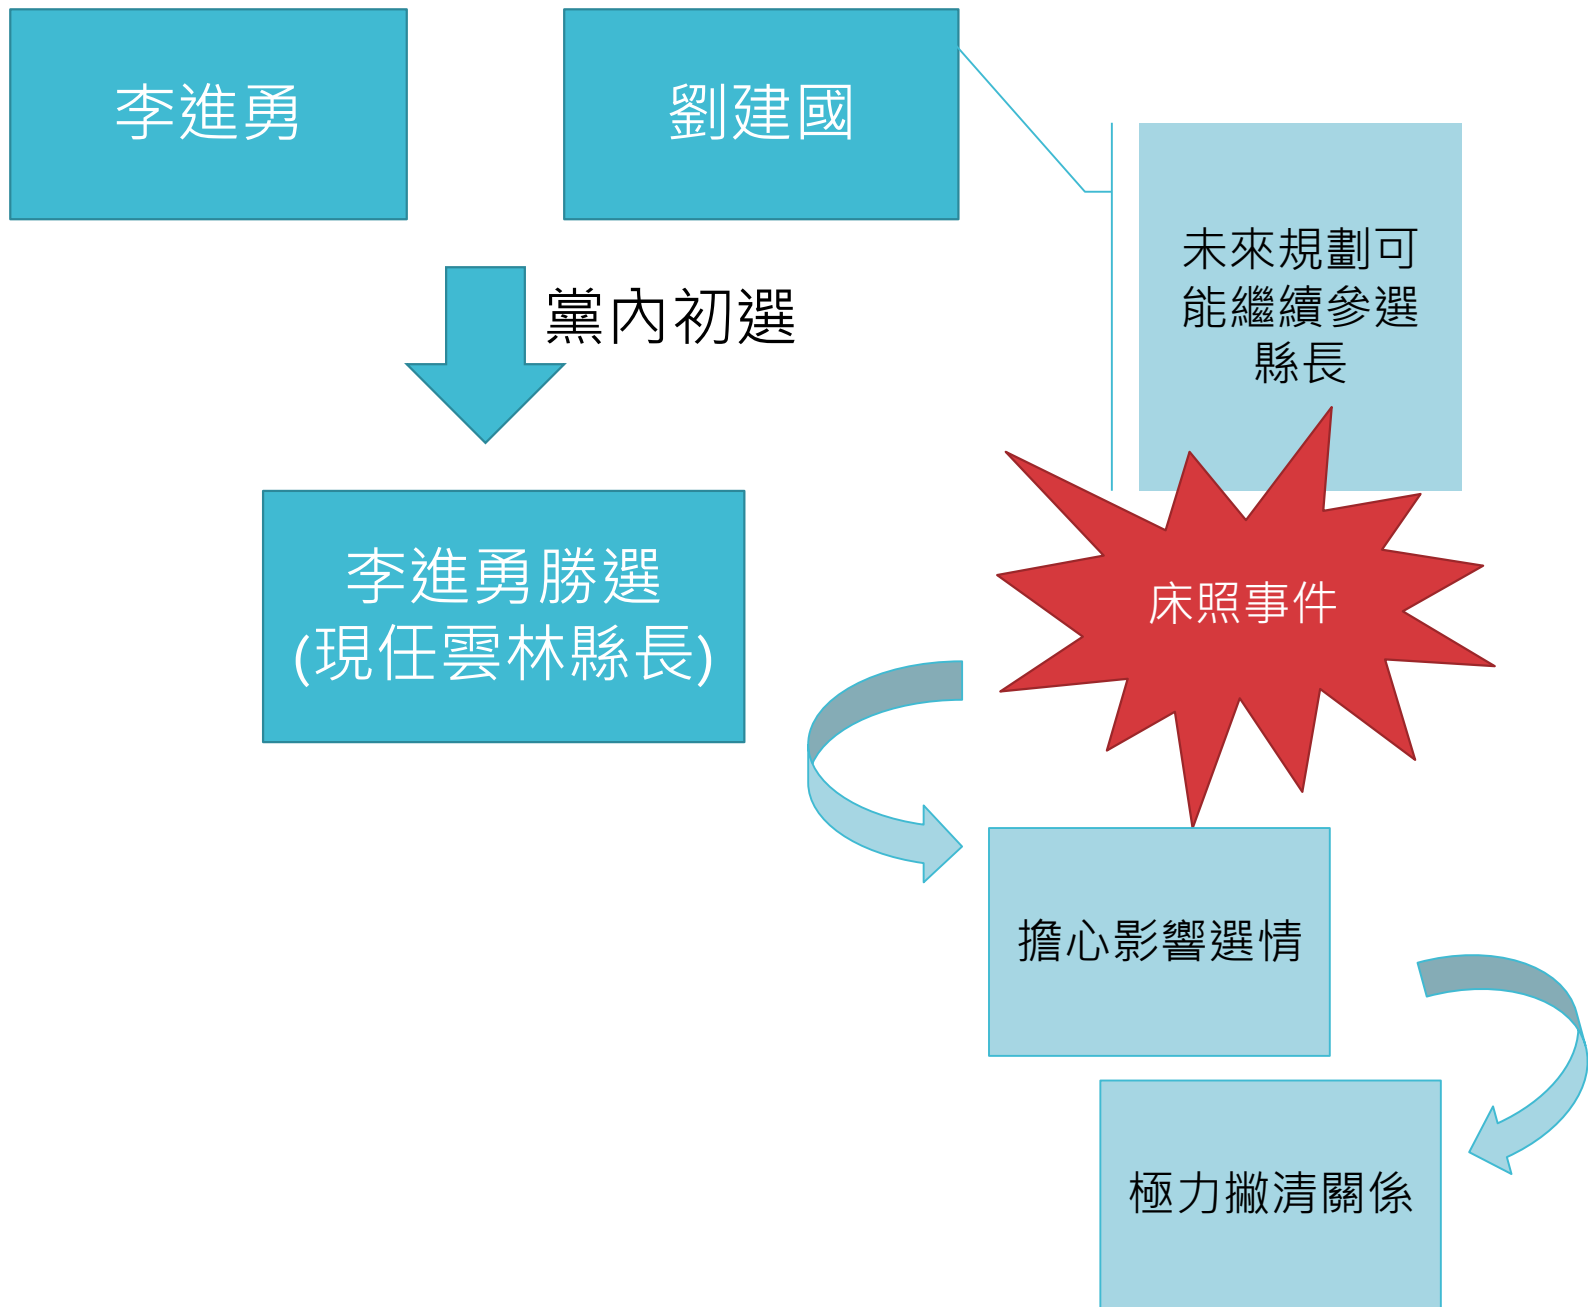 李進勇
劉建國
未來規劃可
能繼續參選
縣長
黨內初選
李進勇勝選
(現任雲林縣長)
床照事件
擔心影響選情
極力撇清關係